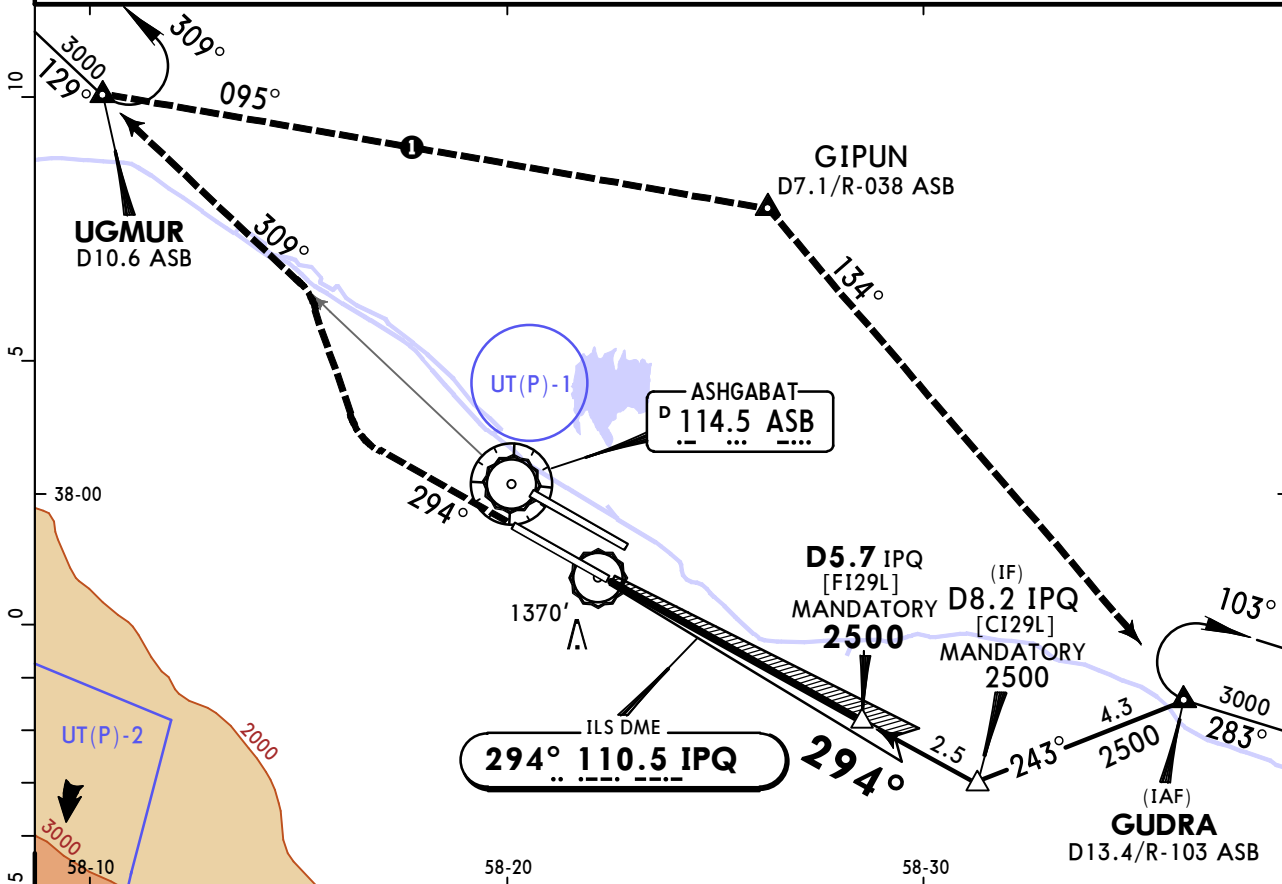 309°
3000
129°
10
095°
1
GIPUN
D7.1/R-038 ASB
UGMUR
D10.6 ASB
309°
134°
5
UT(P)-1
ASHGABAT
D 114.5 ASB
38-00
294°
D5.7 IPQ
[FI29L]
MANDATORY
2500
(IF)
D8.2 IPQ
[CI29L]
MANDATORY
2500
103°
1370'
0
3000
283°
4.3
2500
243°
2.5
294°
ILS DME
294° 110.5 IPQ
UT(P)-2
2000
3000
(IAF)
GUDRA
D13.4/R-103 ASB
58-10
58-20
58-30
5